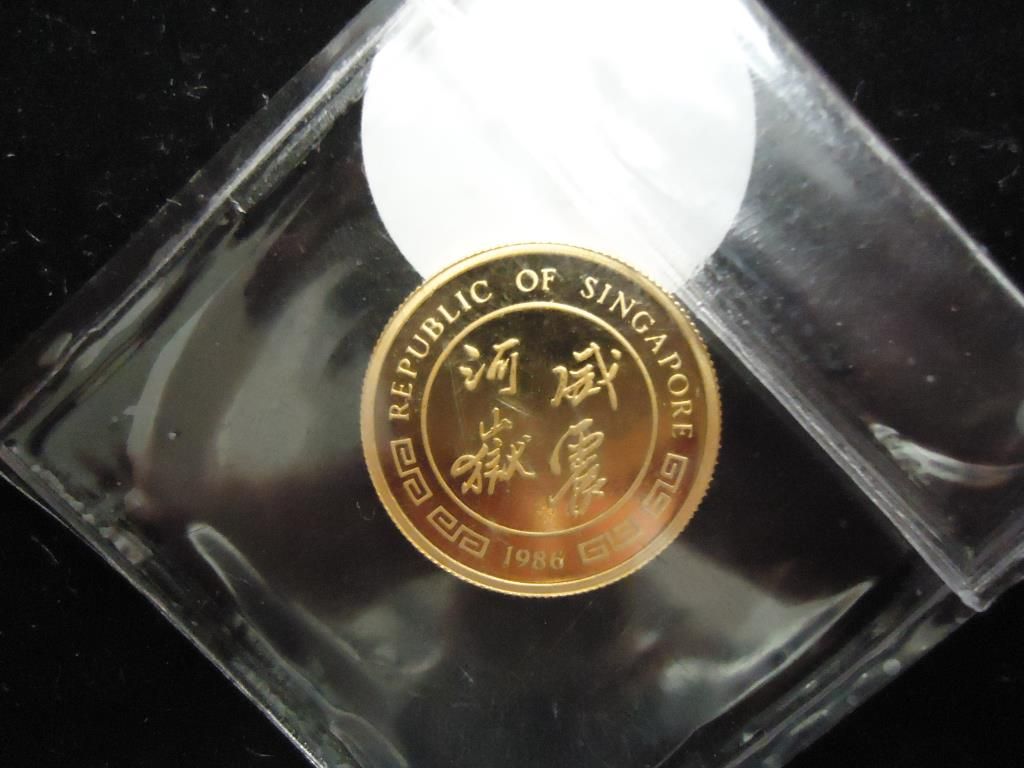 REPUBLIC OF SINGAPORE
威震
河嶽
1986